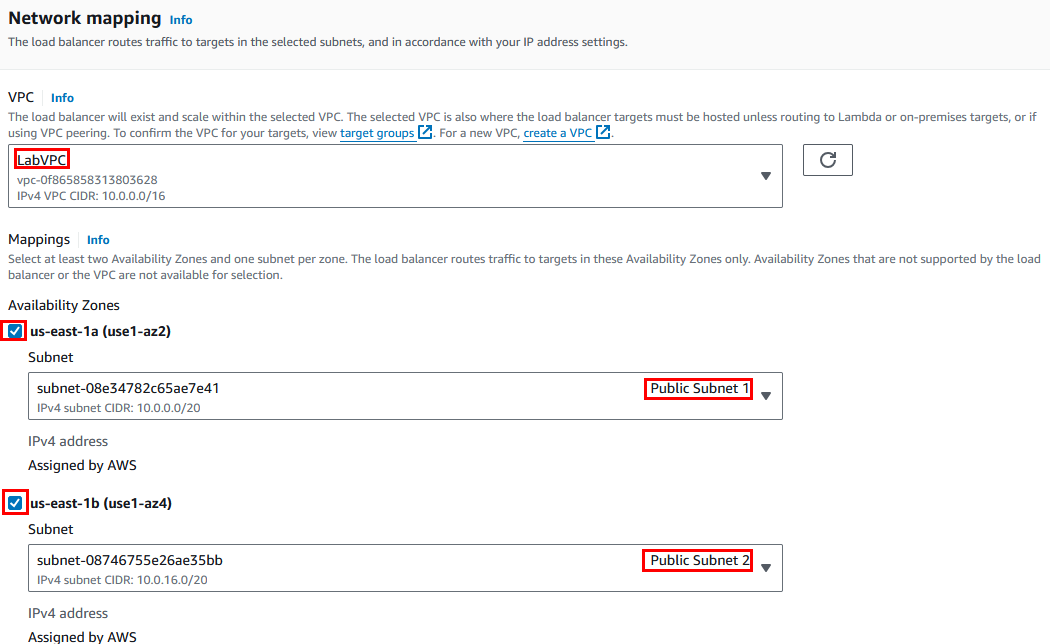 Network mapping Info
The load balancer routes traffic to targets in the selected subnets, and in accordance with your IP address settings.
VPC Info
The load balancer will exist and scale within the selected VPC. The selected VPC is also where the load balancer targets must be hosted unless routing to Lambda or on-premises targets, or if
using VPC peering. To confirm the VPC for your targets, view target groups. For a new VPC, create a VPC.
LabVPC
vpc-0f865858313803628
IPv4 VPC CIDR: 10.0.0.0/16
Mappings Info
Select at least two Availability Zones and one subnet per zone. The load balancer routes traffic to targets in these Availability Zones only. Availability Zones that are not supported by the load
balancer or the VPC are not available for selection.
Availability Zones
us-east-1a (use1-az2)
Subnet
subnet-08e34782c65ae7e41 Public Subnet 1
IPv4 subnet CIDR: 10.0.0.0/20
IPv4 address
Assigned by AWS
us-east-1b (use1-az4)
Subnet
subnet-08746755e26ae35bb Public Subnet 2
IPv4 subnet CIDR: 10.0.16.0/20
IPv4 address
Assigned by AWS